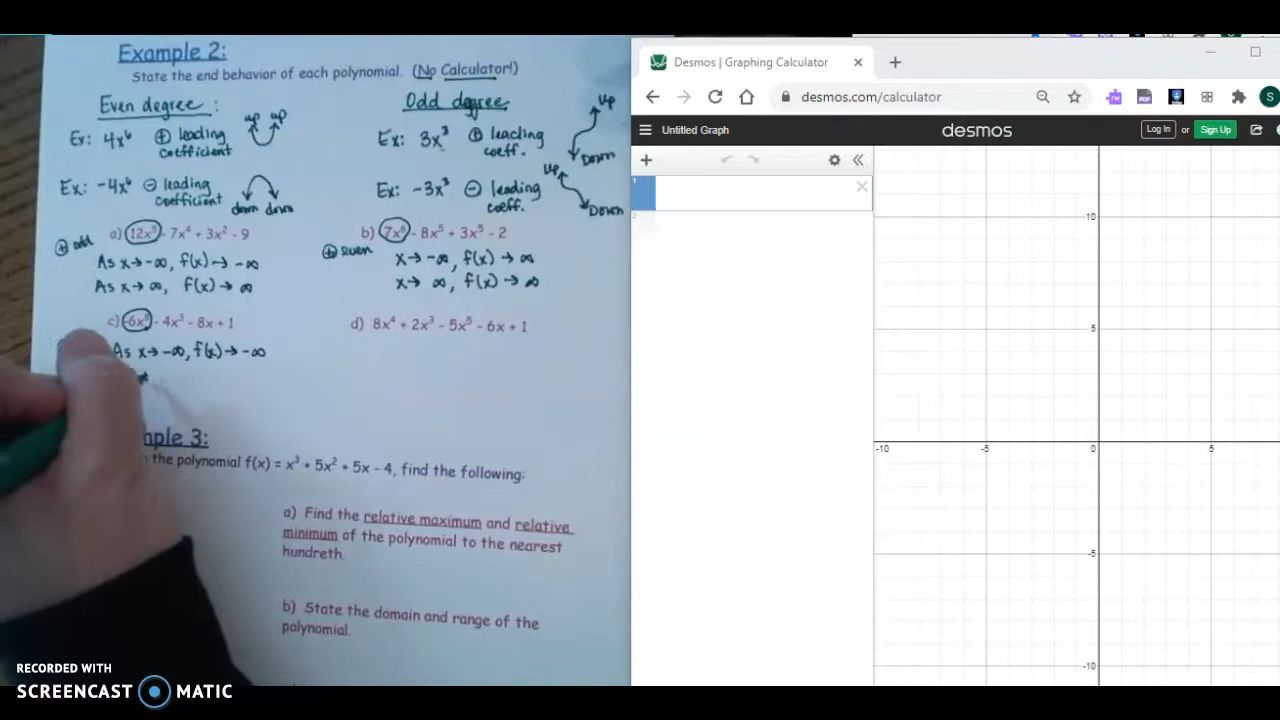 Example 2:
State the end behavior of each polynomial. (No Calculator!)
Even degree:
Ex: 4x⁶ ⊕ leading coefficient up up
Ex: -4x⁶ ⊖ leading coefficient down down
Odd degree
Ex: 3x³ ⊕ leading coeff. up Down
Ex: -3x³ ⊖ leading coeff. up Down
a) 12x⁵ - 7x⁴ + 3x² - 9
⊕ odd
As x→-∞, f(x)→-∞
As x→∞, f(x)→∞
b) 7x⁶ - 8x⁵ + 3x⁵ - 2
⊕ even
x→-∞, f(x)→∞
x→ ∞, f(x)→∞
c) -6x - 4x³ - 8x + 1
As x→-∞, f(x)→-∞
d) 8x⁴ + 2x³ - 5x⁵ - 6x + 1
mple 3:
the polynomial f(x) = x³ + 5x² + 5x - 4, find the following:
a) Find the relative maximum and relative
minimum of the polynomial to the nearest
hundreth.
b) State the domain and range of the
polynomial.
Desmos | Graphing Calculator
desmos.com/calculator
S
Untitled Graph
desmos
Log In or Sign Up
1
2
10
5
-10 -5 0 5
-5
-10
RECORDED WITH
SCREENCAST MATIC